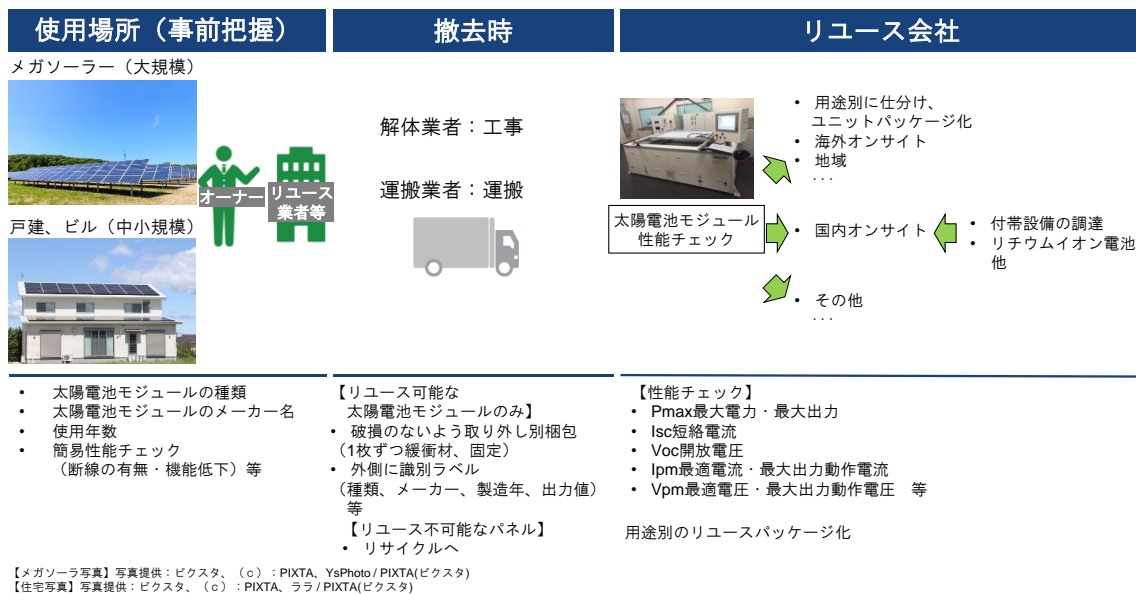 使用場所（事前把握）
メガソーラー（大規模）
オーナー
リユース
業者等
戸建、ビル（中小規模）
・ 太陽電池モジュールの種類
・ 太陽電池モジュールのメーカー名
・ 使用年数
・ 簡易性能チェック
（断線の有無・機能低下）等
撤去時
解体業者：工事
運搬業者：運搬
【リユース可能な
太陽電池モジュールのみ】
・ 破損のないよう取り外し別梱包
（1枚ずつ緩衝材、固定）
・ 外側に識別ラベル
（種類、メーカー、製造年、出力値）
等
【リユース不可能なパネル】
・ リサイクルへ
リユース会社
太陽電池モジュール
性能チェック
・ 用途別に仕分け、
ユニットパッケージ化
・ 海外オンサイト
・ 地域
...
・ 国内オンサイト
・ 付帯設備の調達
・ リチウムイオン電池
他
・ その他
...
【性能チェック】
・ Pmax最大電力・最大出力
・ Isc短絡電流
・ Voc開放電圧
・ Ipm最適電流・最大出力動作電流
・ Vpm最適電圧・最大出力動作電圧　等
用途別のリユースパッケージ化
【メガソーラ写真】写真提供：ピクスタ、（ｃ）：PIXTA、YsPhoto / PIXTA(ピクスタ)
【住宅写真】写真提供：ピクスタ、（ｃ）：PIXTA、ララ / PIXTA(ピクスタ)